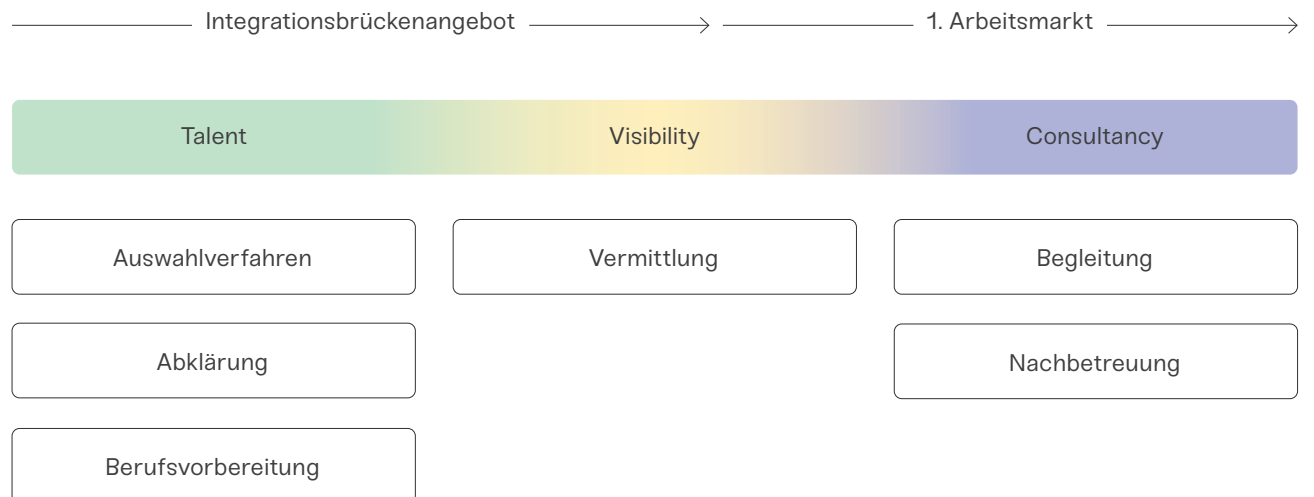 Integrationsbrückenangebot 1. Arbeitsmarkt
Talent Visibility Consultancy
Auswahlverfahren Vermittlung Begleitung
Abklärung Nachbetreuung
Berufsvorbereitung